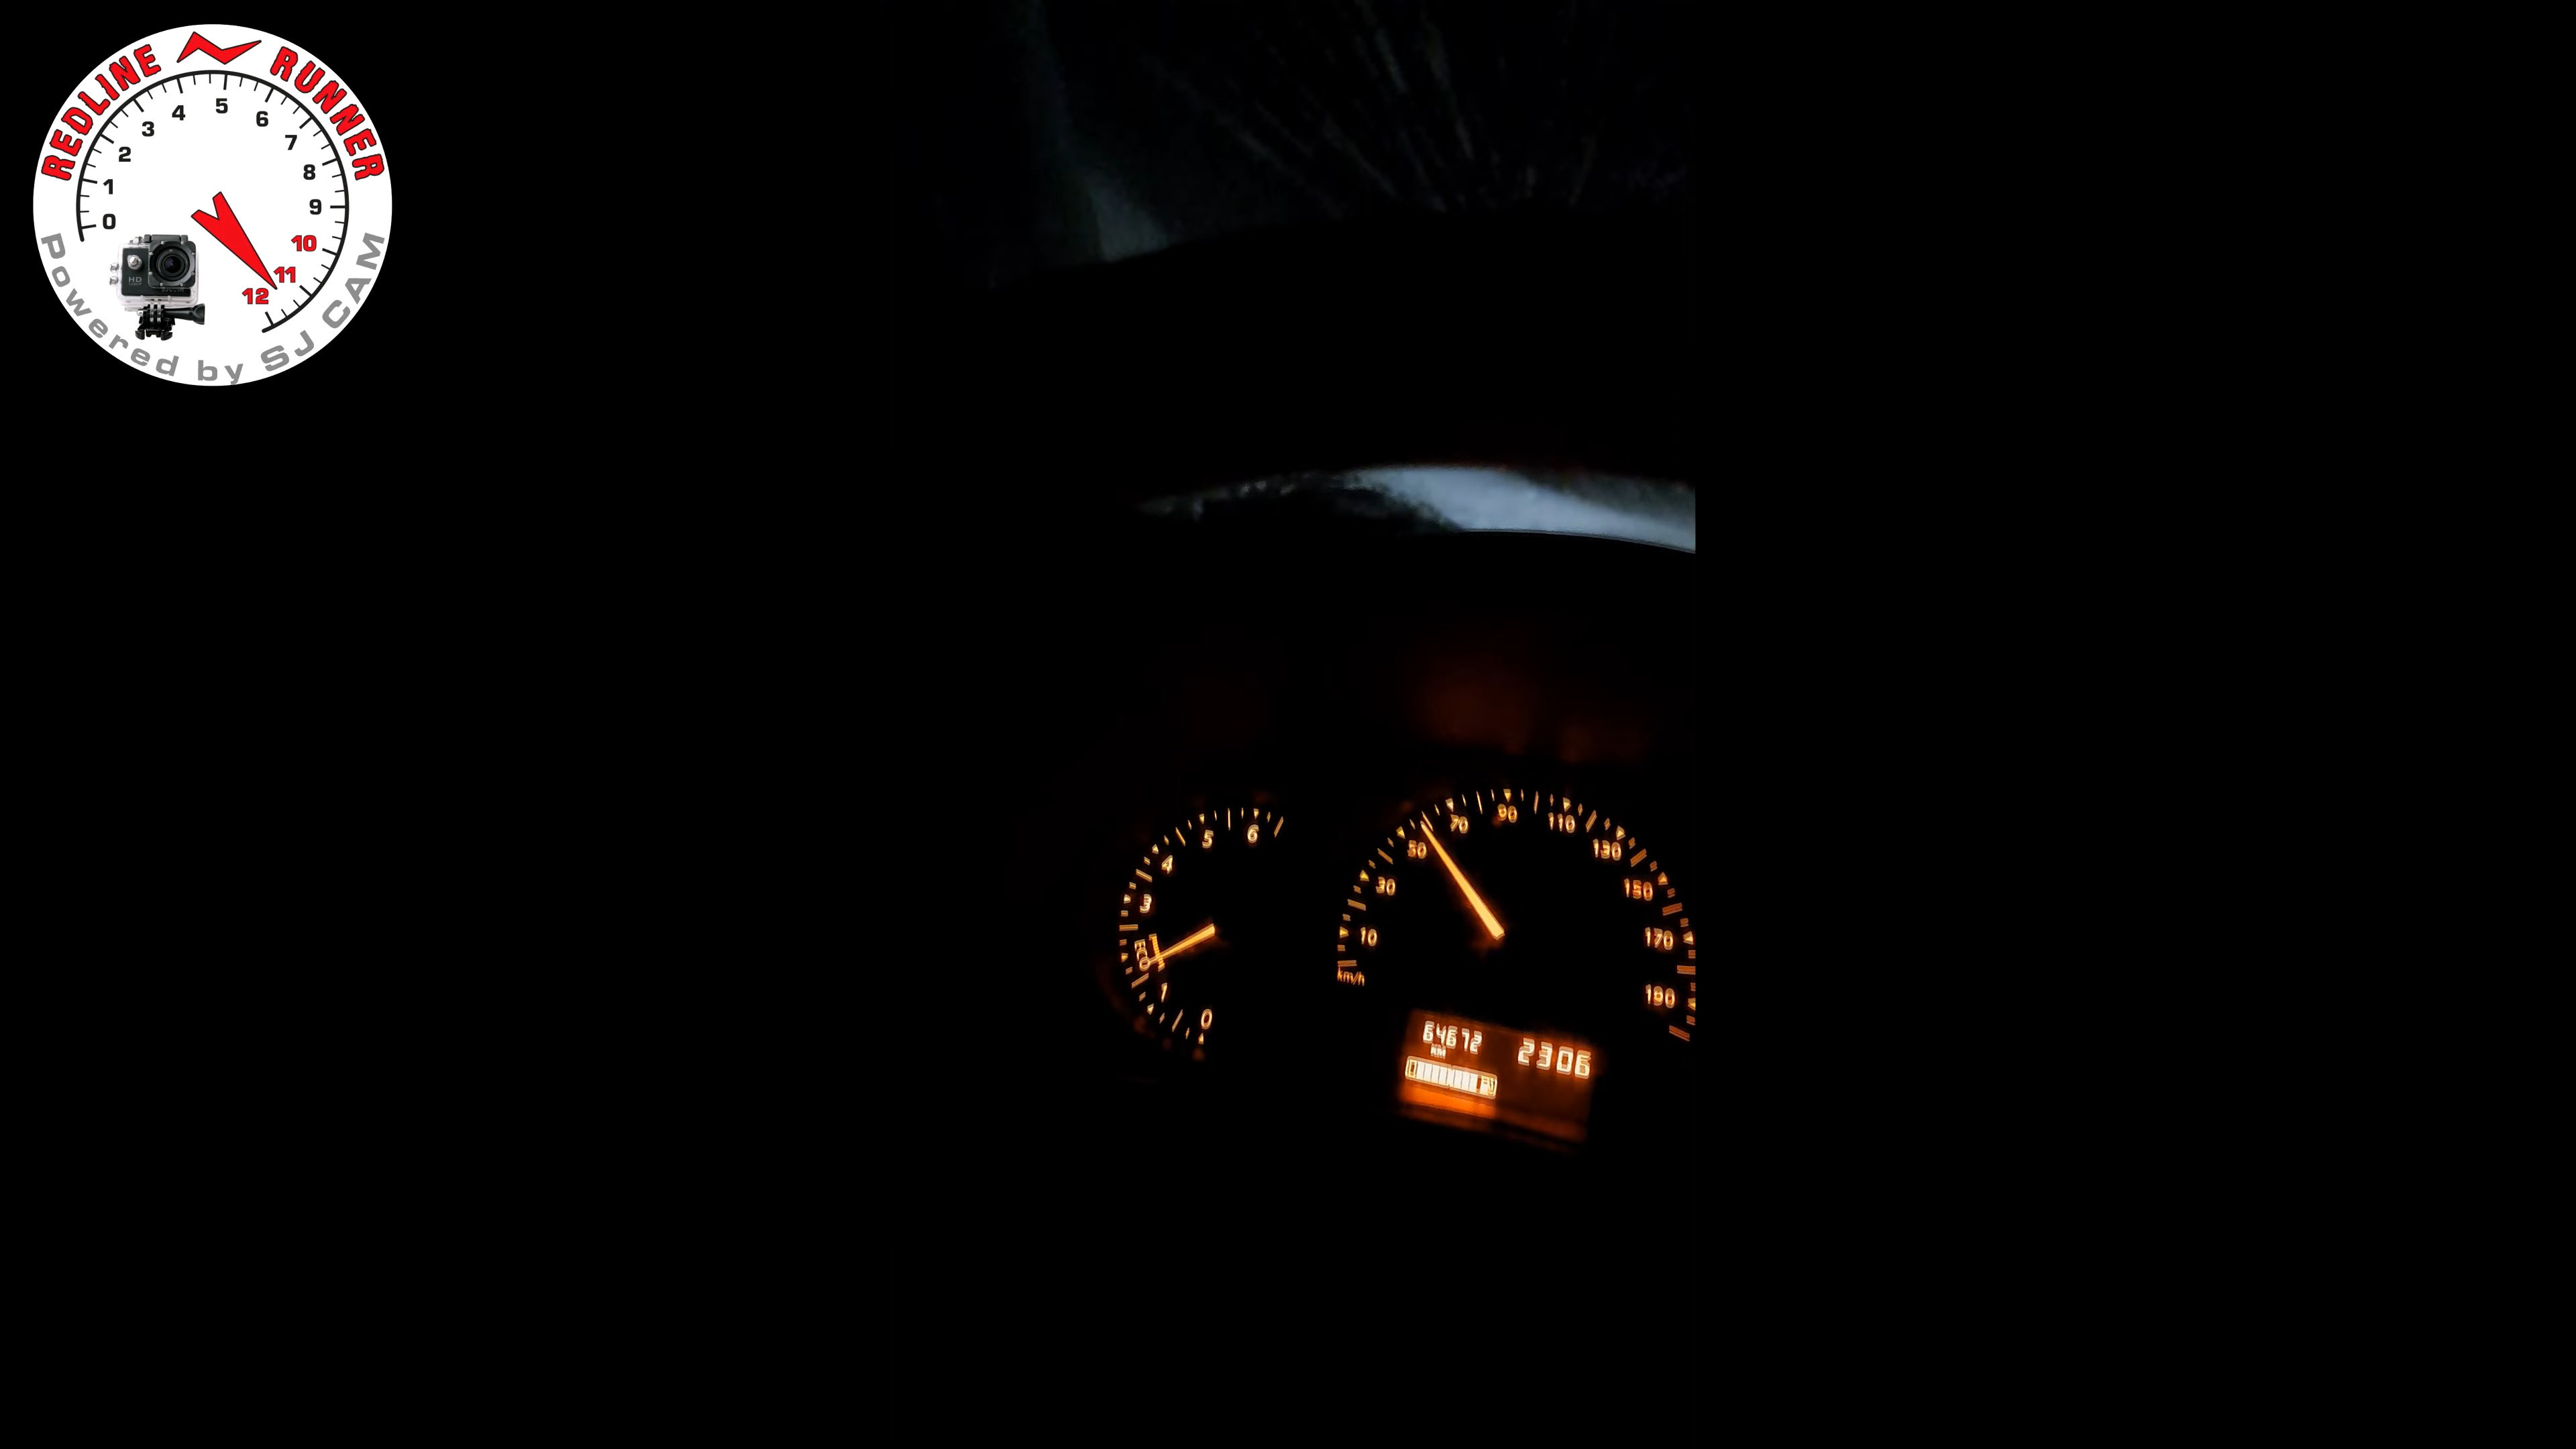 REDLINE RUNNER
0 1 2 3 4 5 6 7 8 9 10 11 12
HD
Powered by SJ CAM
0 1 ECO 3 4 5 6
10 30 50 70 90 110 130 150 170 190
km/h
64672 2306
KM